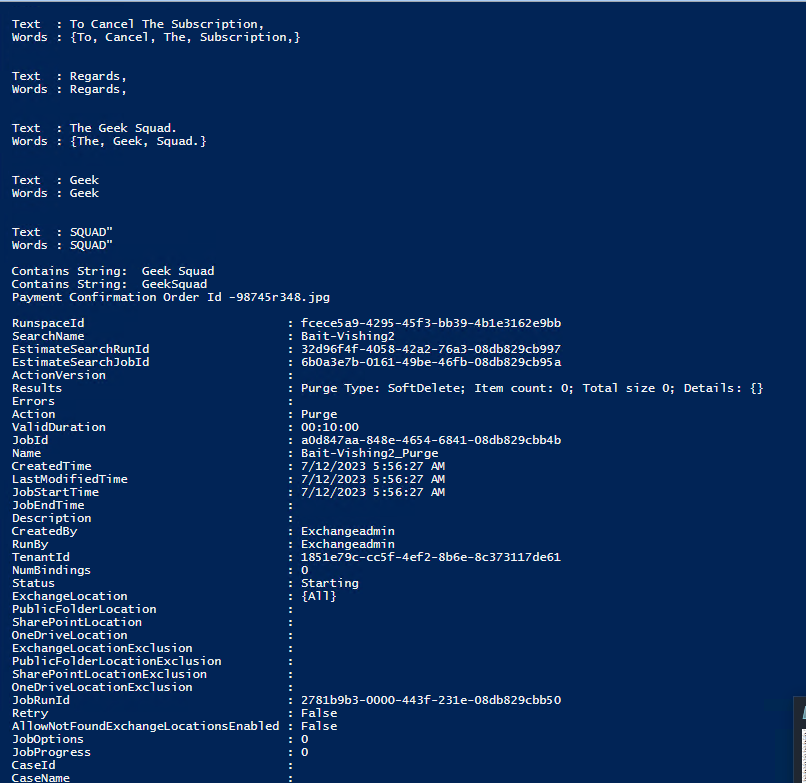 Text  : To Cancel The Subscription,
Words : {To, Cancel, The, Subscription,}
Text  : Regards,
Words : Regards,
Text  : The Geek Squad.
Words : {The, Geek, Squad.}
Text  : Geek
Words : Geek
Text  : SQUAD"
Words : SQUAD"
Contains String:  Geek Squad
Contains String:  GeekSquad
Payment Confirmation Order Id -98745r348.jpg
RunspaceId : fcece5a9-4295-45f3-bb39-4b1e3162e9bb
SearchName : Bait-Vishing2
EstimateSearchRunId : 32d96f4f-4058-42a2-76a3-08db829cb997
EstimateSearchJobId : 6b0a3e7b-0161-49be-46fb-08db829cb95a
ActionVersion :
Results : Purge Type: SoftDelete; Item count: 0; Total size 0; Details: {}
Errors :
Action : Purge
ValidDuration : 00:10:00
JobId : a0d847aa-848e-4654-6841-08db829cbb4b
Name : Bait-Vishing2_Purge
CreatedTime : 7/12/2023 5:56:27 AM
LastModifiedTime : 7/12/2023 5:56:27 AM
JobStartTime : 7/12/2023 5:56:27 AM
JobEndTime :
Description :
CreatedBy : Exchangeadmin
RunBy : Exchangeadmin
TenantId : 1851e79c-cc5f-4ef2-8b6e-8c373117de61
NumBindings : 0
Status : Starting
ExchangeLocation : {All}
PublicFolderLocation :
SharePointLocation :
OneDriveLocation :
ExchangeLocationExclusion :
PublicFolderLocationExclusion :
SharePointLocationExclusion :
OneDriveLocationExclusion :
JobRunId : 2781b9b3-0000-443f-231e-08db829cbb50
Retry : False
AllowNotFoundExchangeLocationsEnabled : False
JobOptions : 0
JobProgress : 0
CaseId :
CaseName :